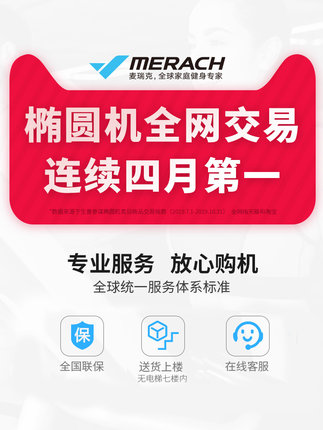 MERACH
麦瑞克，全球家庭健身专家
椭圆机全网交易
连续四月第一
专业服务 放心购机
全球统一服务体系标准
保
全国联保 送货上楼 在线客服
无电梯七楼内